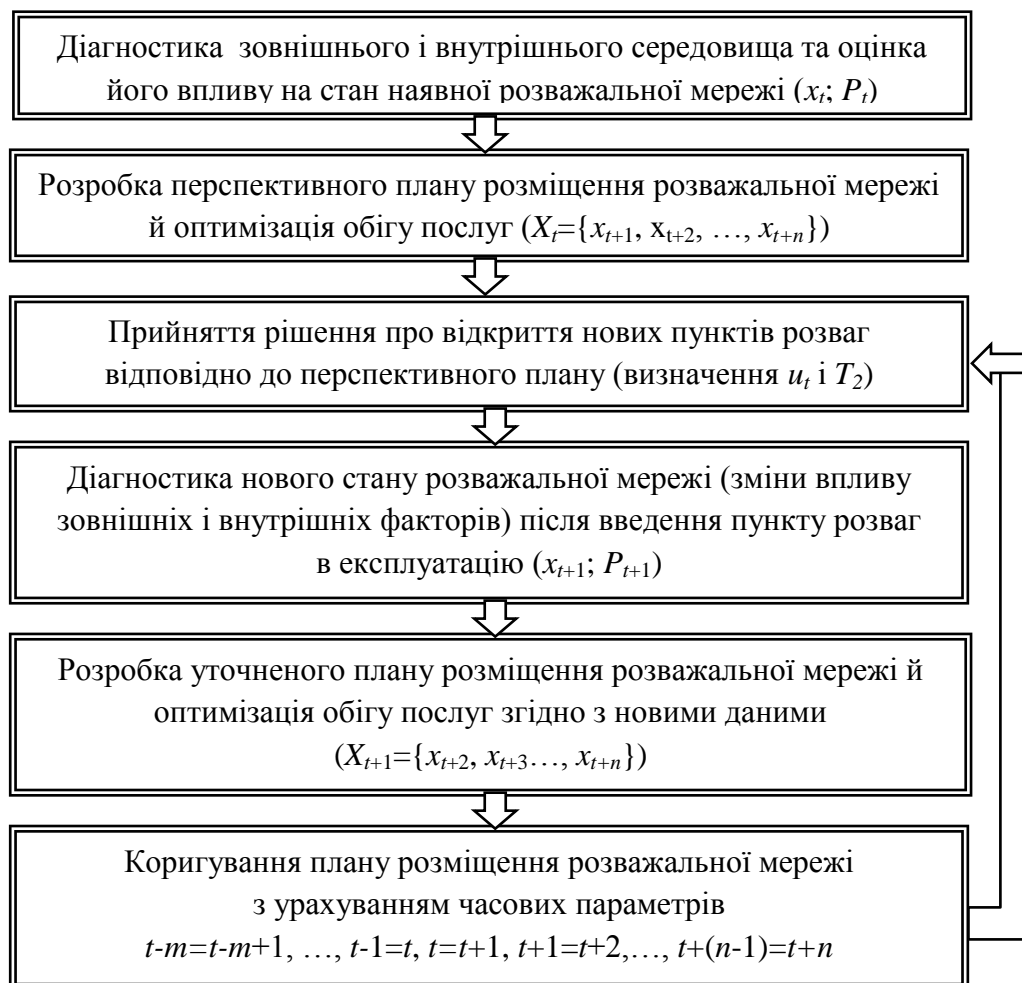 Діагностика зовнішнього і внутрішнього середовища та оцінка
його впливу на стан наявної розважальної мережі (xt; Pt)
Розробка перспективного плану розміщення розважальної мережі
й оптимізація обігу послуг (Xt={xt+1, xt+2, …, xt+n})
Прийняття рішення про відкриття нових пунктів розваг
відповідно до перспективного плану (визначення ut і T2)
Діагностика нового стану розважальної мережі (зміни впливу
зовнішніх і внутрішніх факторів) після введення пункту розваг
в експлуатацію (xt+1; Pt+1)
Розробка уточненого плану розміщення розважальної мережі й
оптимізація обігу послуг згідно з новими даними
(Xt+1={xt+2, xt+3…, xt+n})
Коригування плану розміщення розважальної мережі
з урахуванням часових параметрів
t-m=t-m+1, …, t-1=t, t=t+1, t+1=t+2,…, t+(n-1)=t+n